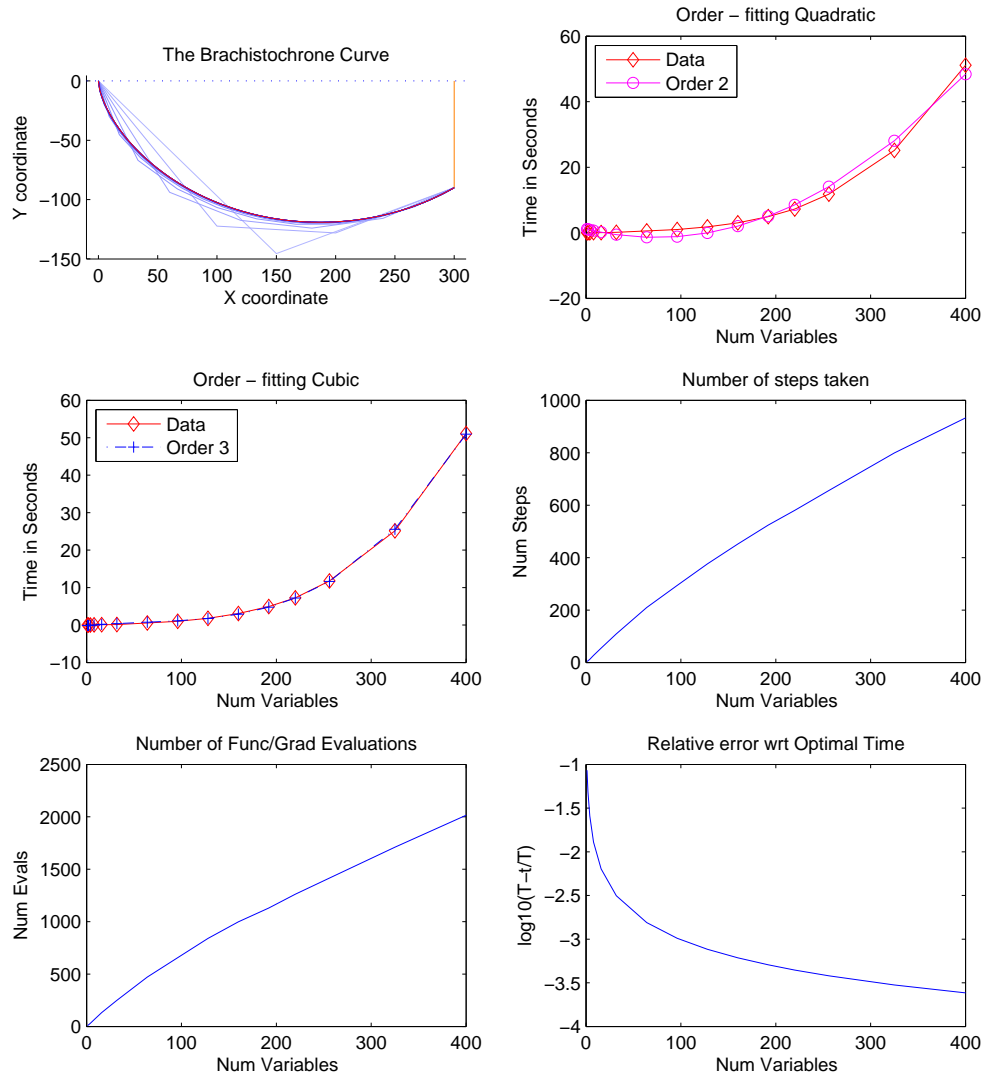 The Brachistochrone Curve
0
−50
−100
−150
0 50 100 150 200 250 300
X coordinate
Y coordinate
Order − fitting Quadratic
Data
Order 2
60
40
20
0
−20
0 100 200 300 400
Num Variables
Time in Seconds
Order − fitting Cubic
Data
Order 3
60
50
40
30
20
10
0
−10
0 100 200 300 400
Num Variables
Time in Seconds
Number of steps taken
1000
800
600
400
200
0
0 100 200 300 400
Num Variables
Num Steps
Number of Func/Grad Evaluations
2500
2000
1500
1000
500
0
0 100 200 300 400
Num Variables
Num Evals
Relative error wrt Optimal Time
−1
−1.5
−2
−2.5
−3
−3.5
−4
0 100 200 300 400
Num Variables
log10(T−t/T)